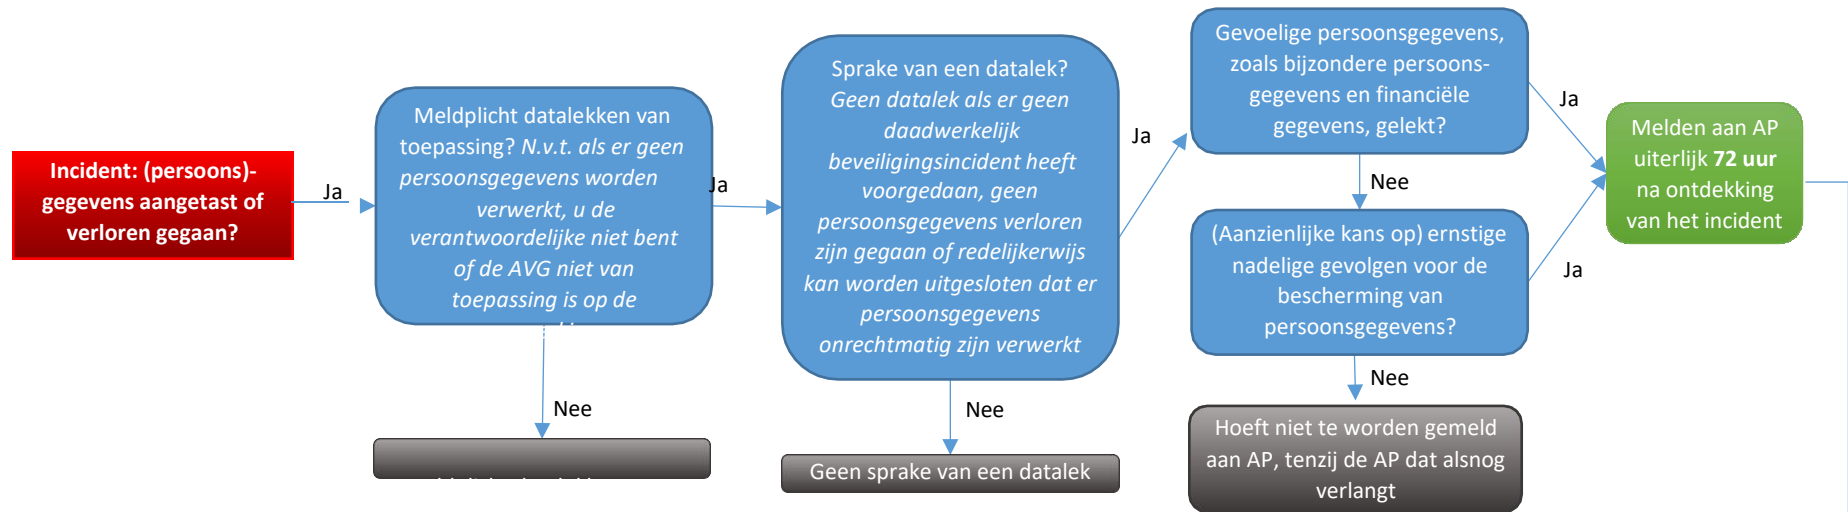 Incident: (persoons)-
gegevens aangetast of
verloren gegaan?
Ja
Meldplicht datalekken van
toepassing? N.v.t. als er geen
persoonsgegevens worden
verwerkt, u de
verantwoordelijke niet bent
of de AVG niet van
toepassing is op de
Nee
Ja
Sprake van een datalek?
Geen datalek als er geen
daadwerkelijk
beveiligingsincident heeft
voorgedaan, geen
persoonsgegevens verloren
zijn gegaan of redelijkerwijs
kan worden uitgesloten dat er
persoonsgegevens
onrechtmatig zijn verwerkt
Nee
Geen sprake van een datalek
Ja
Gevoelige persoonsgegevens,
zoals bijzondere persoons-
gegevens en financiële
gegevens, gelekt?
Ja
Nee
(Aanzienlijke kans op) ernstige
nadelige gevolgen voor de
bescherming van
persoonsgegevens?
Ja
Nee
Hoeft niet te worden gemeld
aan AP, tenzij de AP dat alsnog
verlangt
Melden aan AP
uiterlijk 72 uur
na ontdekking
van het incident